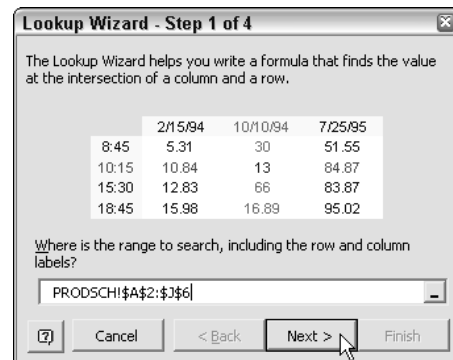 Lookup Wizard - Step 1 of 4
The Lookup Wizard helps you write a formula that finds the value
at the intersection of a column and a row.
2/15/94 10/10/94 7/25/95
8:45 5.31 30 51.55
10:15 10.84 13 84.87
15:30 12.83 66 83.87
18:45 15.98 16.89 95.02
Where is the range to search, including the row and column
labels?
PRODSCH!$A$2:$J$6
Cancel < Back Next > Finish